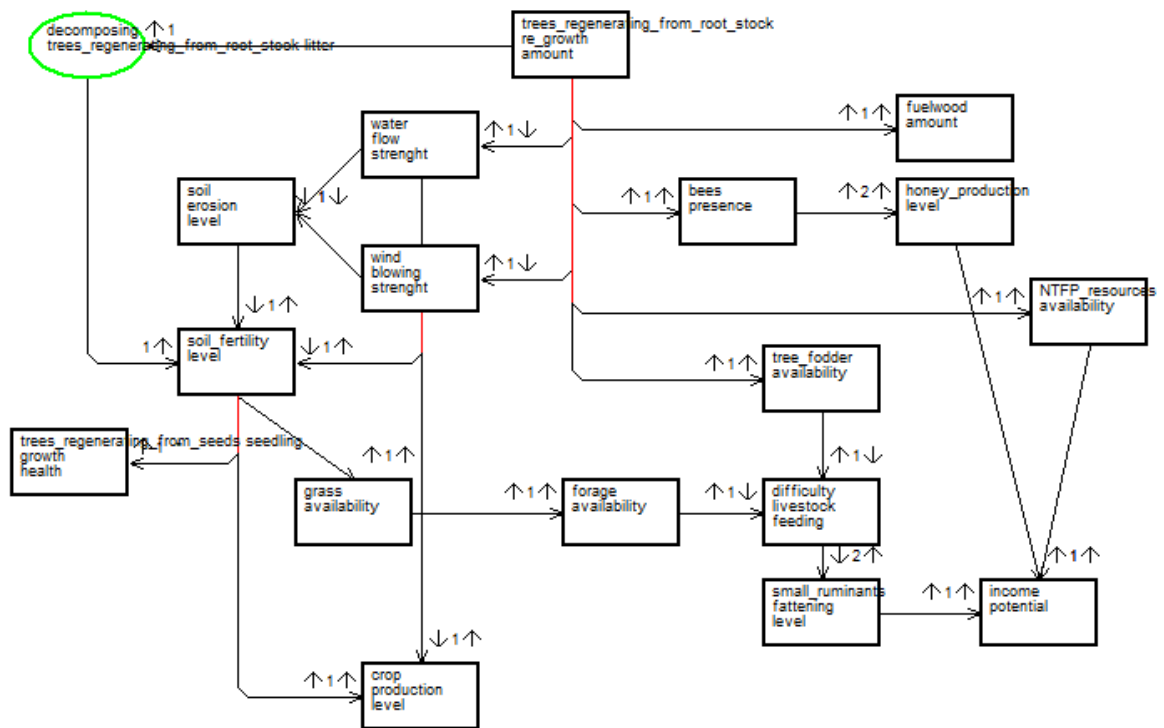 decomposing ↑1
trees_regenerating_from_root_stock litter
trees_regenerating_from_root_stock
re_growth
amount
water
flow
strenght
↑1↓
↑1↑
fuelwood
amount
soil
erosion
level
↓1↓
↑1↑
bees
presence
↑2↑
honey_production
level
wind
blowing
strenght
↑1↓
↑1↑
NTFP_resources
availability
↓1↑
1↑
soil_fertility
level
↓1↑
↑1↑
tree_fodder
availability
trees_regenerating_from_seeds seedling
growth
health
↑1↑
grass
availability
↑1↑
forage
availability
↑1↓
↑1↓
difficulty
livestock
feeding
↓2↑
small_ruminants
fattening
level
↑1↑
↑1↑
income
potential
↓1↑
↑1↑
crop
production
level